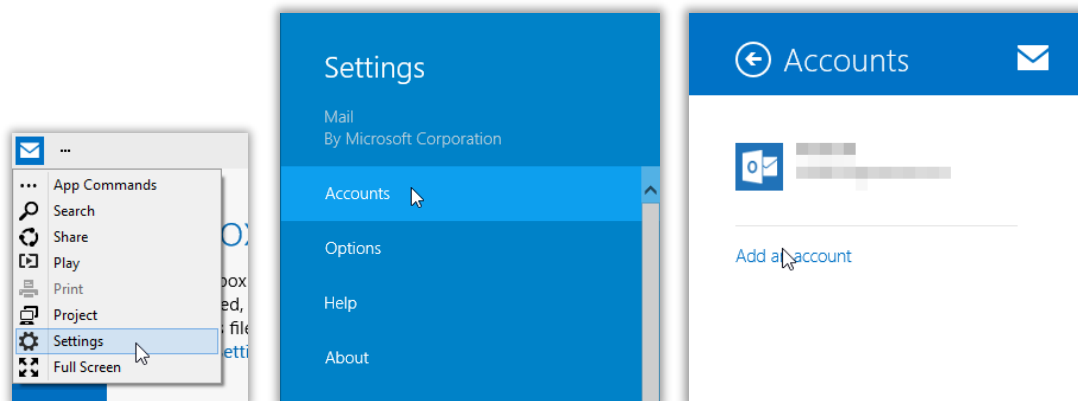 ...
App Commands
Search
Share
Play
Print
Project
Settings
Full Screen
Settings
Mail
By Microsoft Corporation
Accounts
Options
Help
About
Accounts
Add an account